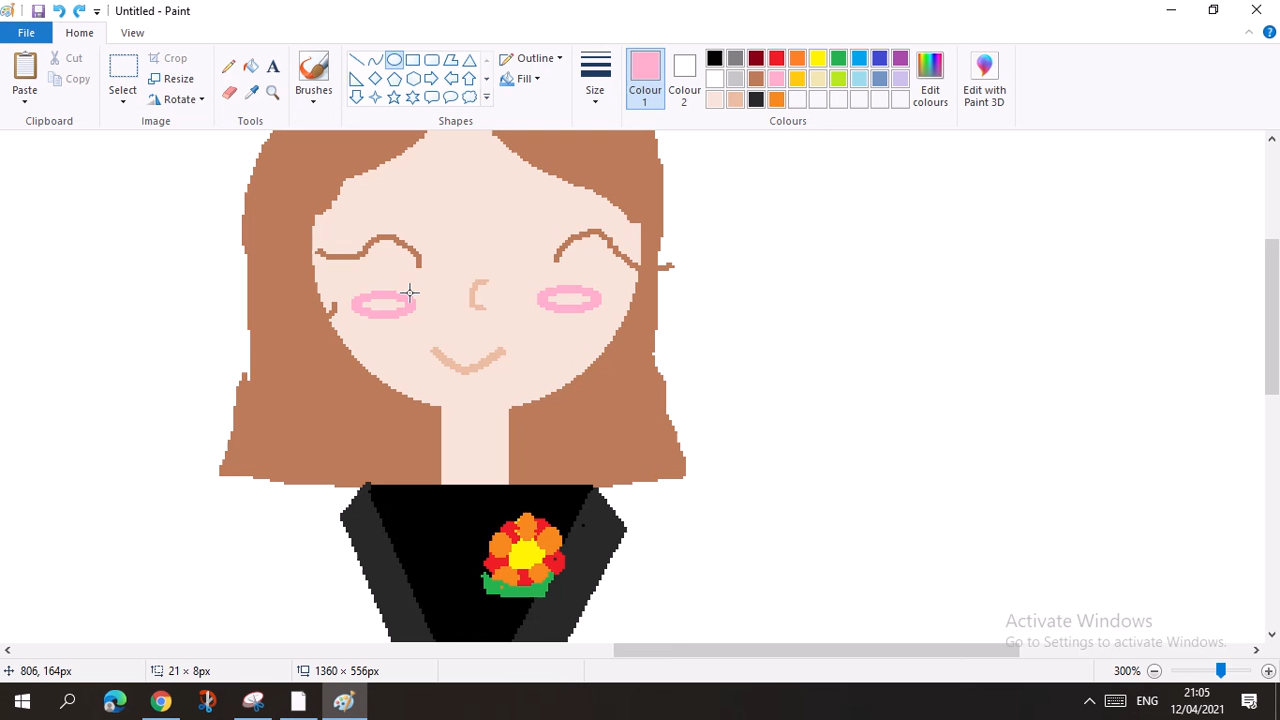 Untitled - Paint
File Home View
Paste Cut Copy
Clipboard
Select Crop Resize Rotate
Image
A
Tools
Brushes
Outline Fill
Shapes
Size
Colour 1 Colour 2 Edit colours Edit with Paint 3D
Colours
Activate Windows
Go to Settings to activate Windows.
806, 164px 21 × 8px 1360 × 556px 300%
ENG 21:05
12/04/2021